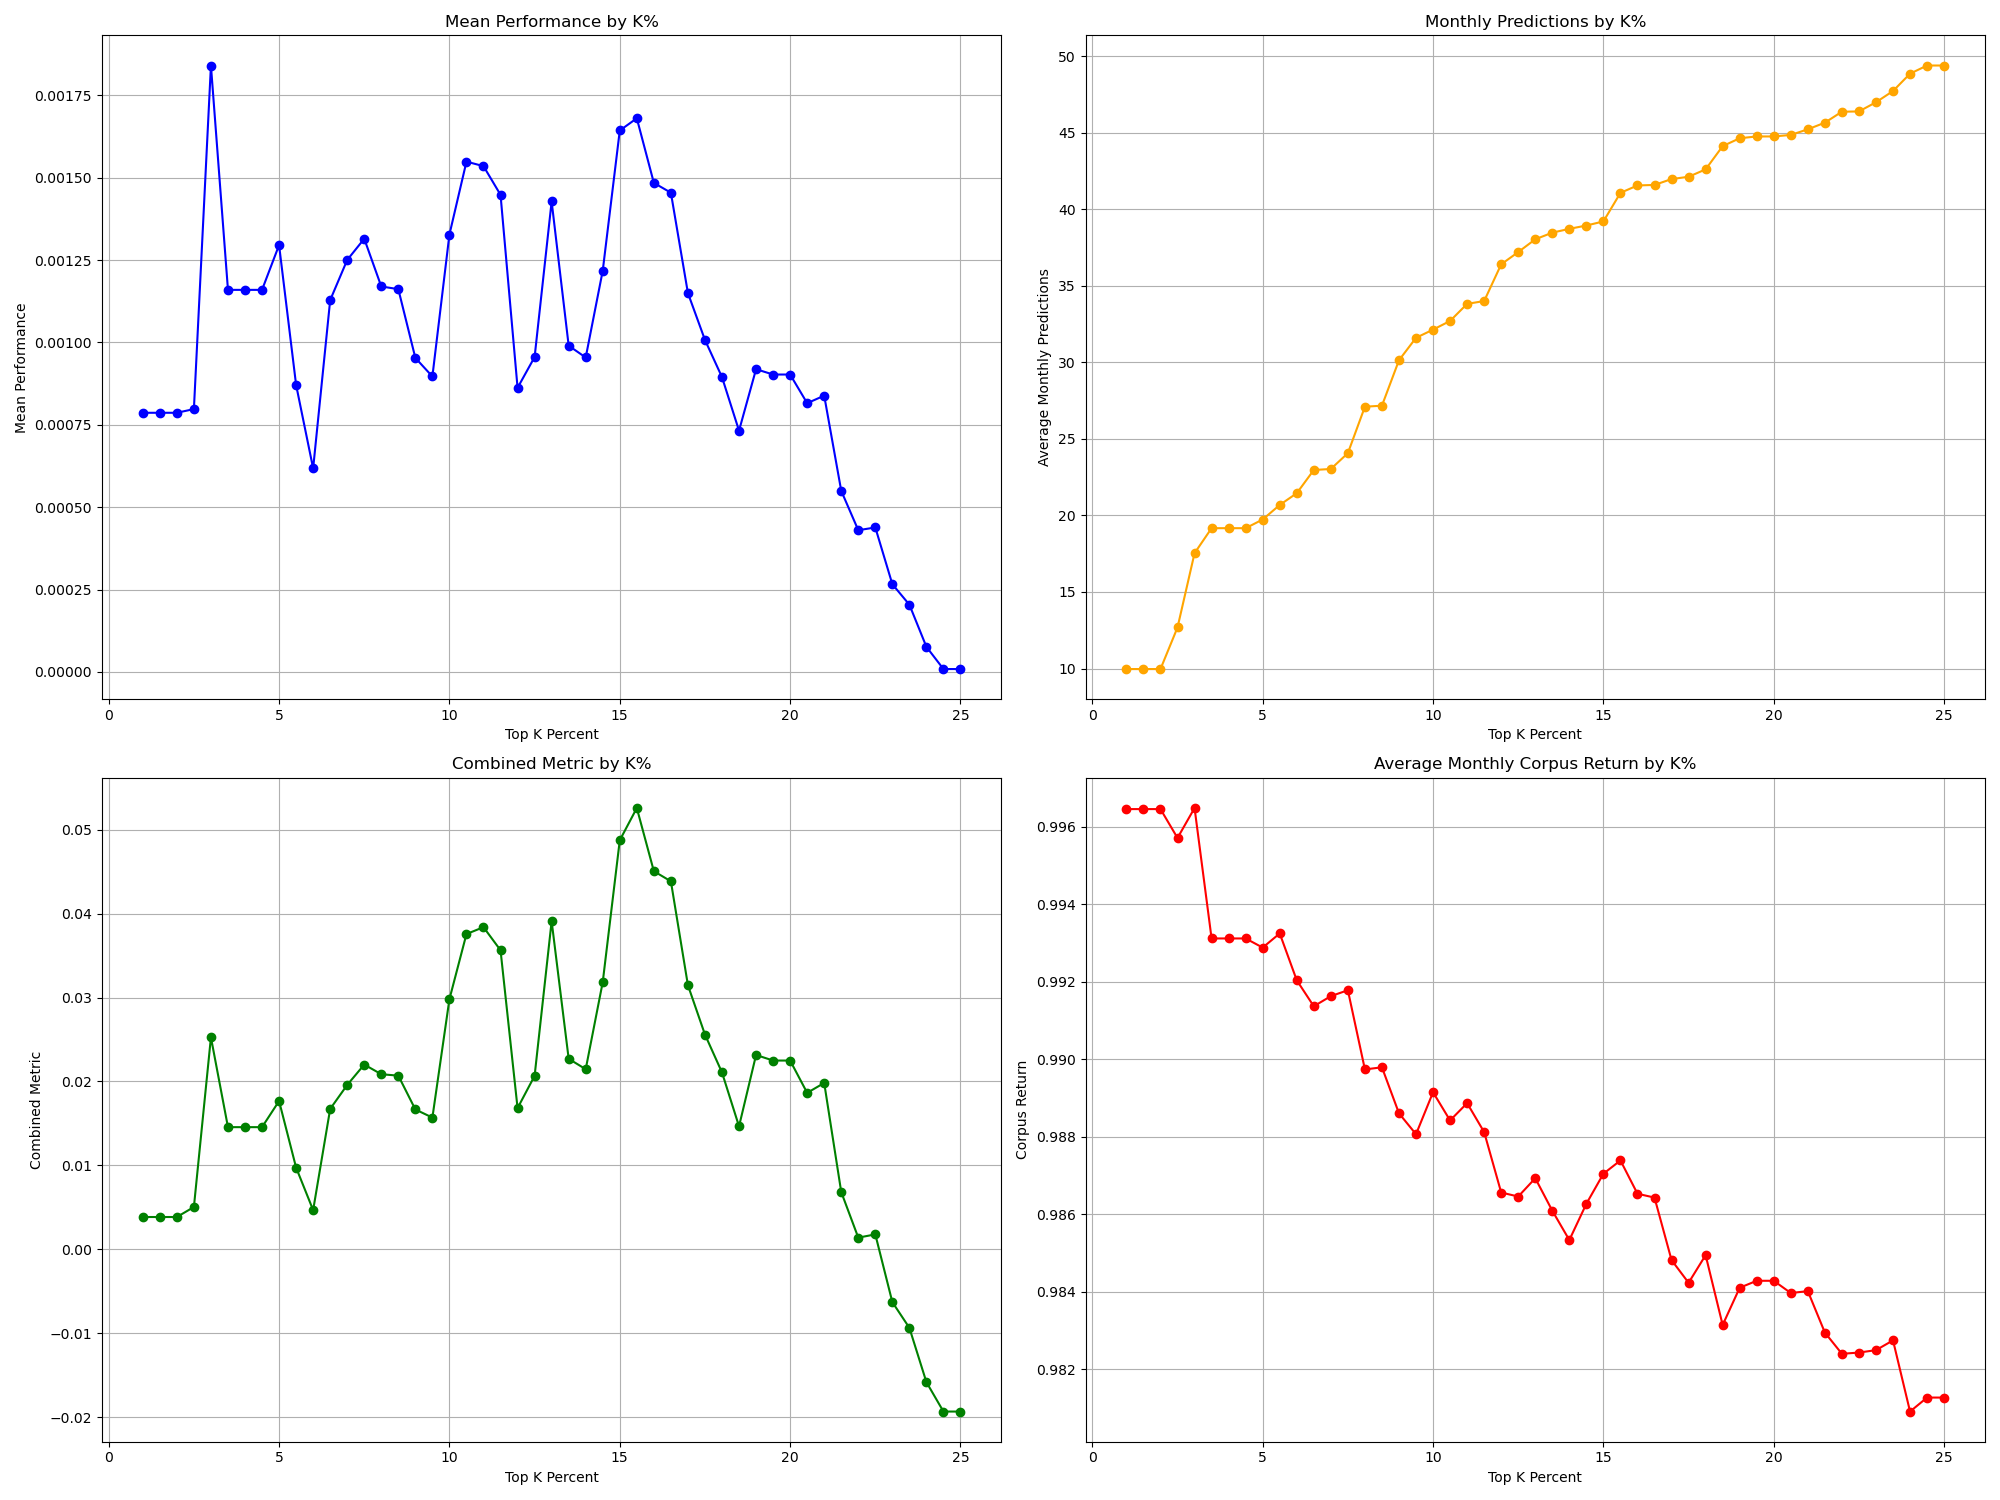 Mean Performance by K%
Mean Performance
0.00175
0.00150
0.00125
0.00100
0.00075
0.00050
0.00025
0.00000
0 5 10 15 20 25
Top K Percent
Monthly Predictions by K%
Average Monthly Predictions
50
45
40
35
30
25
20
15
10
0 5 10 15 20 25
Top K Percent
Combined Metric by K%
Combined Metric
0.05
0.04
0.03
0.02
0.01
0.00
−0.01
−0.02
0 5 10 15 20 25
Top K Percent
Average Monthly Corpus Return by K%
Corpus Return
0.996
0.994
0.992
0.990
0.988
0.986
0.984
0.982
0 5 10 15 20 25
Top K Percent